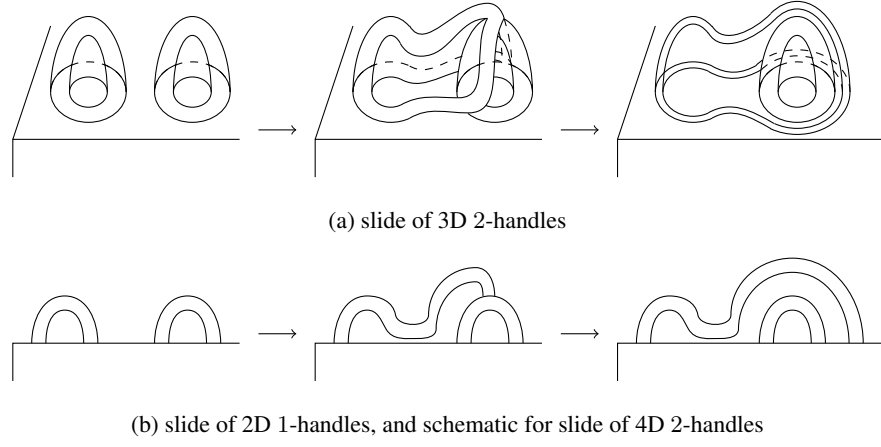 (a) slide of 3D 2-handles
(b) slide of 2D 1-handles, and schematic for slide of 4D 2-handles